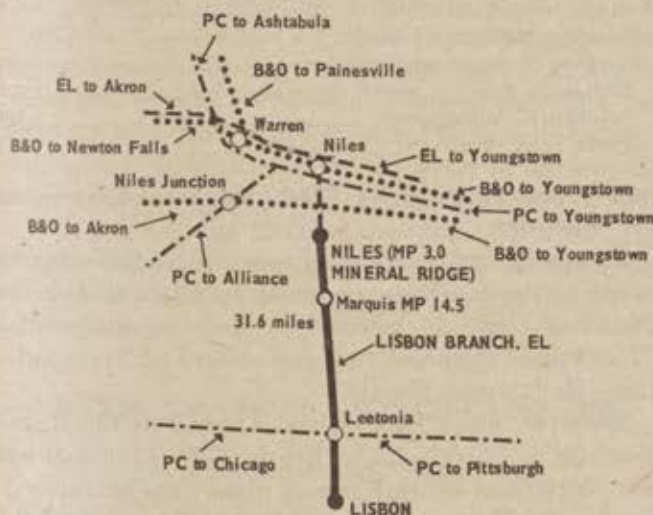 PC to Ashtabula
B&O to Painesville
EL to Akron
Warren
Niles
B&O to Newton Falls
EL to Youngstown
Niles Junction
B&O to Youngstown
PC to Youngstown
B&O to Akron
B&O to Youngstown
NILES (MP 3.0
MINERAL RIDGE)
PC to Alliance
Marquis MP 14.5
31.6 miles
LISBON BRANCH, EL
Leetonia
PC to Chicago
PC to Pittsburgh
LISBON